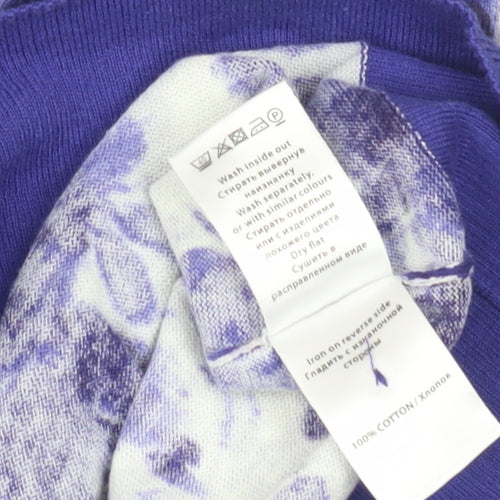 Wash inside out
Стирать вывернув
наизнанку
Wash separately,
or with similar colours
Стирать отдельно
или с изделиями
похожего цвета
Dry flat
Сушить в
расправленном виде
Iron on reverse side
Гладить с изнаночной
стороны
100% COTTON / Хлопок